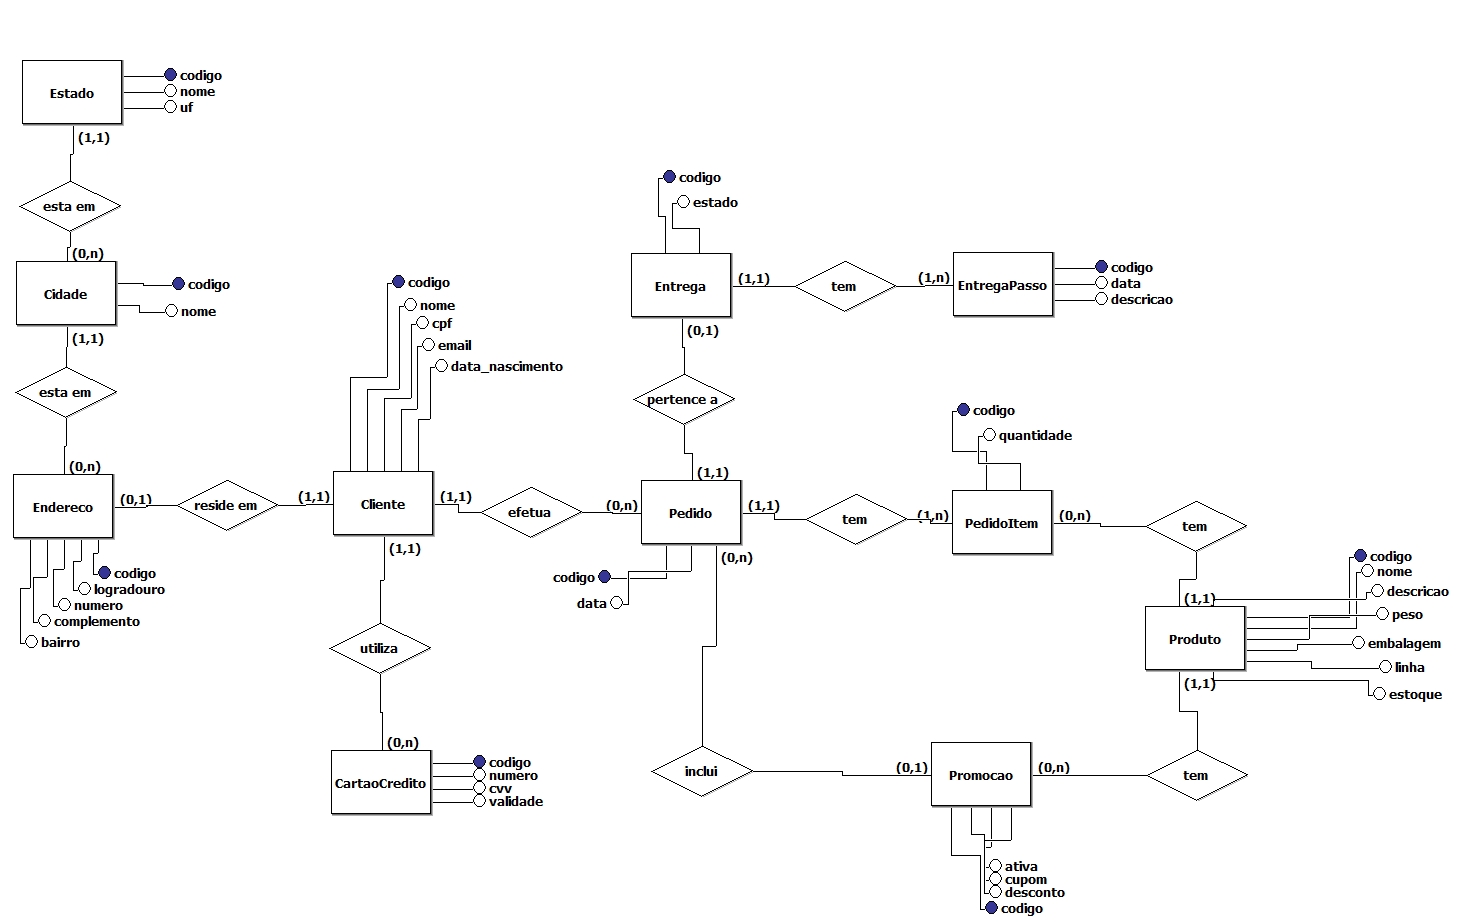 Estado
codigo
nome
uf
(1,1)
esta em
(0,n)
Cidade
codigo
nome
(1,1)
esta em
(0,n)
Endereco
codigo
logradouro
numero
complemento
bairro
(0,1)
reside em
(1,1)
Cliente
codigo
nome
cpf
email
data_nascimento
(1,1)
efetua
(0,n)
(1,1)
utiliza
(0,n)
CartaoCredito
codigo
numero
cvv
validade
Entrega
codigo
estado
(1,1)
tem
(1,n)
EntregaPasso
codigo
data
descricao
(0,1)
pertence a
(1,1)
Pedido
codigo
data
(1,1)
tem
(1,n)
PedidoItem
codigo
quantidade
(0,n)
tem
(1,1)
Produto
codigo
nome
descricao
peso
embalagem
linha
estoque
(1,1)
tem
(0,n)
(0,n)
inclui
(0,1)
Promocao
ativa
cupom
desconto
codigo